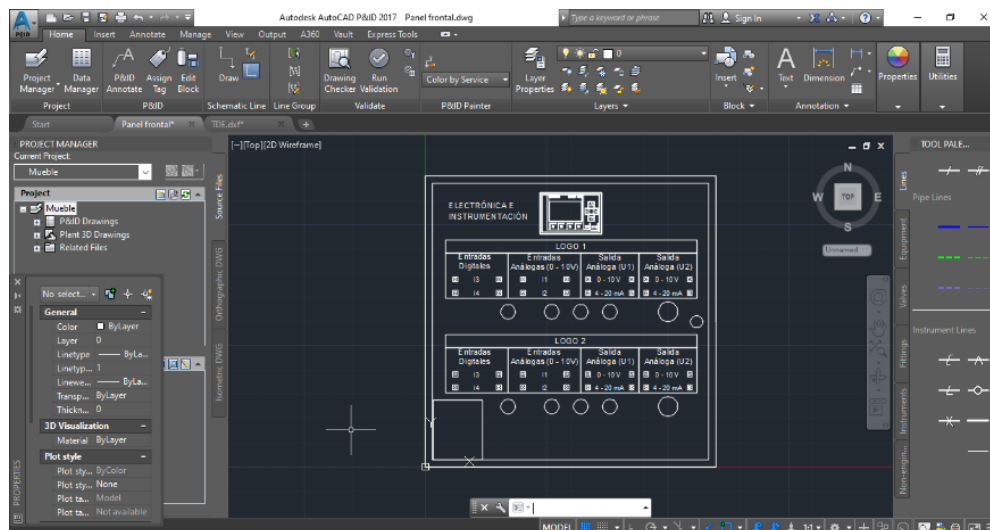 Autodesk AutoCAD P&ID 2017 Panel frontal.dwg
Type a keyword or phrase
Sign In
P&ID
Home Insert Annotate Manage View Output A360 Vault Express Tools
Project Manager
Data Manager
P&ID Annotate
Assign Tag
Edit Block
Draw
Drawing Checker
Run Validation
Color by Service
Layer Properties
0
Insert
Text
Dimension
Properties
Utilities
Project
P&ID
Schematic Line
Line Group
Validate
P&ID Painter
Layers
Block
Annotation
Start
Panel frontal*
TDE.dxf*
PROJECT MANAGER
Current Project:
Mueble
Project
Mueble
P&ID Drawings
Plant 3D Drawings
Related Files
Source Files
Orthographic DWG
Isometric DWG
No select...
General
Color ByLayer
Layer 0
Linetype ByLa...
Linetyp... 1
Linewe... ByLa...
Transp... ByLayer
Thickn... 0
3D Visualization
Material ByLayer
Plot style
Plot sty... ByColor
Plot sty... None
Plot ta... Model
Plot ta... Not available
PROPERTIES
[−][Top][2D Wireframe]
ELECTRÓNICA E
INSTRUMENTACIÓN
LOGO 1
Entradas Digitales
Entradas Análogas (0 - 10V)
Salida Análoga (U1)
Salida Análoga (U2)
I3 I1 0 - 10 V 0 - 10 V
I4 I2 4 - 20 mA 4 - 20 mA
LOGO 2
Entradas Digitales
Entradas Análogas (0 - 10V)
Salida Análoga (U1)
Salida Análoga (U2)
I3 I1 0 - 10 V 0 - 10 V
I4 I2 4 - 20 mA 4 - 20 mA
Y
X
N
W TOP E
S
Unnamed
TOOL PALE...
Lines
Equipment
Valves
Fittings
Instruments
Non-engin...
Pipe Lines
Instrument Lines
MODEL
1:1